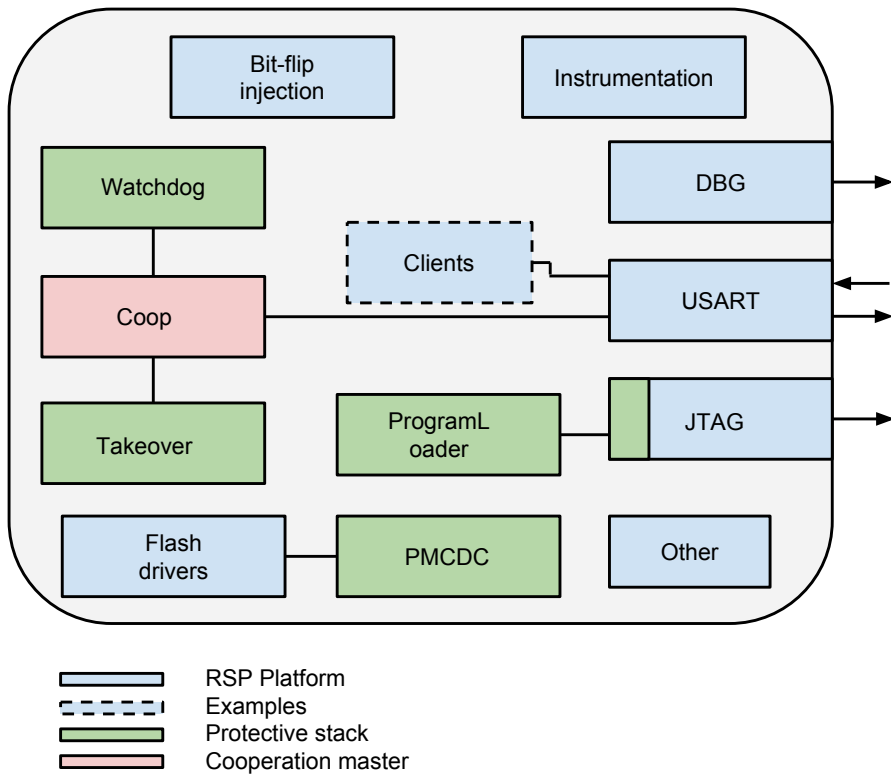 Bit-flip
injection
Instrumentation
Watchdog
DBG
Clients
Coop
USART
Takeover
ProgramL
oader
JTAG
Flash
drivers
PMCDC
Other
RSP Platform
Examples
Protective stack
Cooperation master